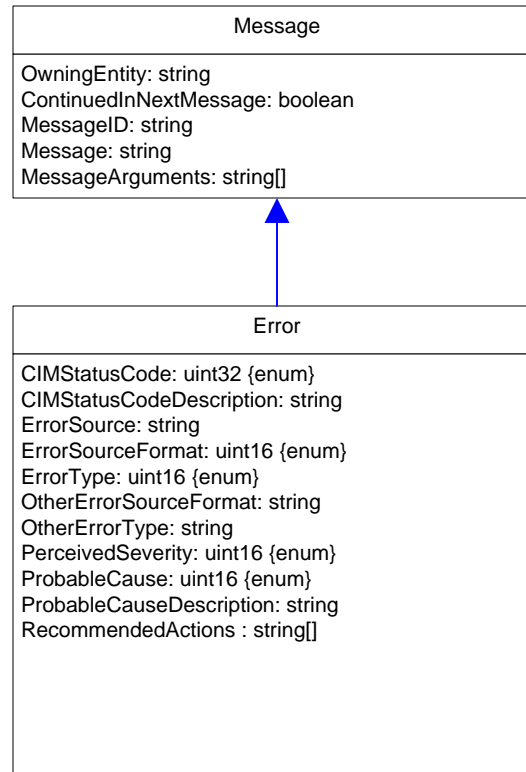 Message
OwningEntity: string
ContinuedInNextMessage: boolean
MessageID: string
Message: string
MessageArguments: string[]
Error
CIMStatusCode: uint32 {enum}
CIMStatusCodeDescription: string
ErrorSource: string
ErrorSourceFormat: uint16 {enum}
ErrorType: uint16 {enum}
OtherErrorSourceFormat: string
OtherErrorType: string
PerceivedSeverity: uint16 {enum}
ProbableCause: uint16 {enum}
ProbableCauseDescription: string
RecommendedActions : string[]